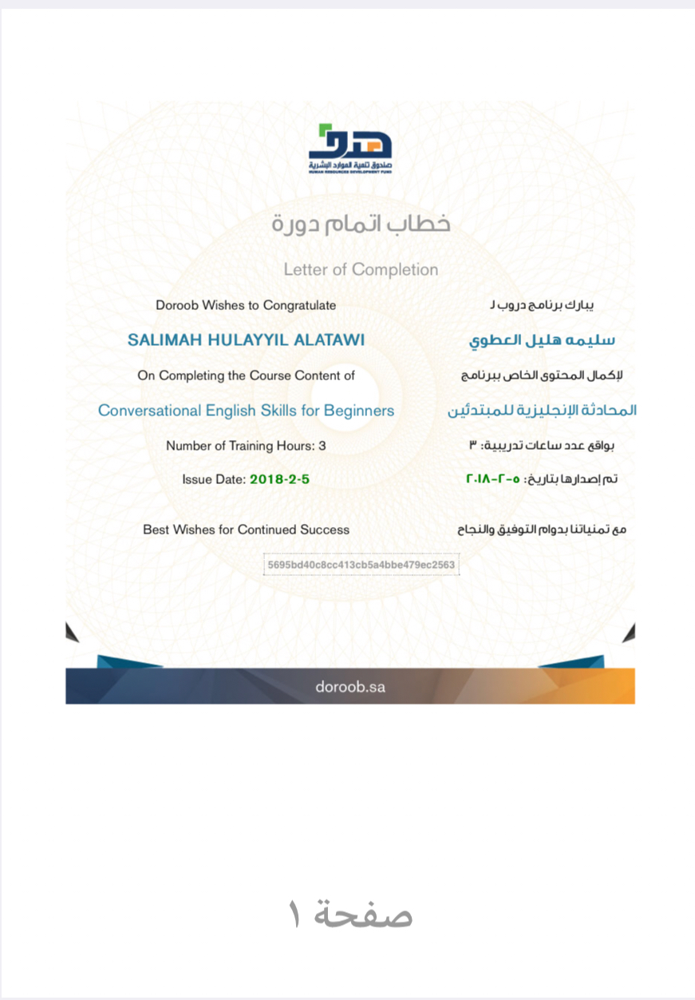 هدف
صندوق تنمية الموارد البشرية
HUMAN RESOURCES DEVELOPMENT FUND
خطاب اتمام دورة
Letter of Completion
Doroob Wishes to Congratulate
يبارك برنامج دروب لـ
SALIMAH HULAYYIL ALATAWI
سليمه هليل العطوي
On Completing the Course Content of
لإكمال المحتوى الخاص ببرنامج
Conversational English Skills for Beginners
المحادثة الإنجليزية للمبتدئين
Number of Training Hours: 3
بواقع عدد ساعات تدريبية: ٣
Issue Date: 2018-2-5
تم إصدارها بتاريخ: ٥-٢-٢٠١٨
Best Wishes for Continued Success
مع تمنياتنا بدوام التوفيق والنجاح
5695bd40c8cc413cb5a4bbe479ec2563
doroob.sa
صفحة ١